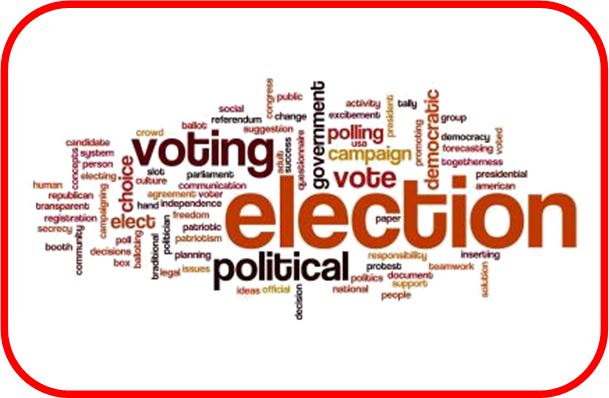 election
voting
political
vote
government
democratic
polling
campaign
choice
elect
congress
public
activity
tally
social
change
excitement
president
group
referendum
ballot
crowd
suggestion
usa
promoting
democracy
voted
candidate
system
concepts
person
slot
parliament
adult
success
questionnaire
forecasting
togetherness
electing
culture
communication
presidential
american
human
republican
campaigning
agreement
voter
transparent
hand
independence
registration
freedom
paper
secrecy
patriotic
poll
balloting
traditional
politician
patriotism
booth
community
decisions
box
planning
legal
issues
responsibility
inserting
protest
teamwork
solution
politics
document
support
ideas
official
decision
national
people